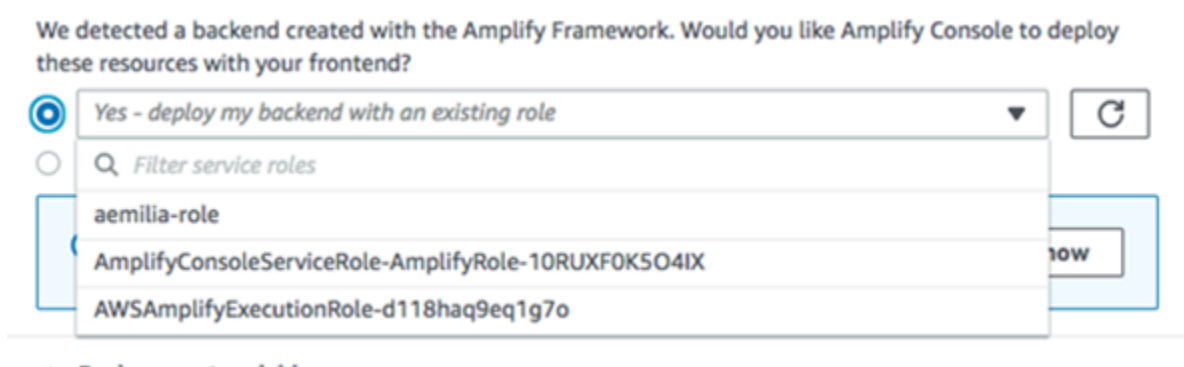 We detected a backend created with the Amplify Framework. Would you like Amplify Console to deploy
these resources with your frontend?
Yes - deploy my backend with an existing role
Filter service roles
aemilia-role
AmplifyConsoleServiceRole-AmplifyRole-10RUXF0K5O4IX
now
AWSAmplifyExecutionRole-d118haq9eq1g7o